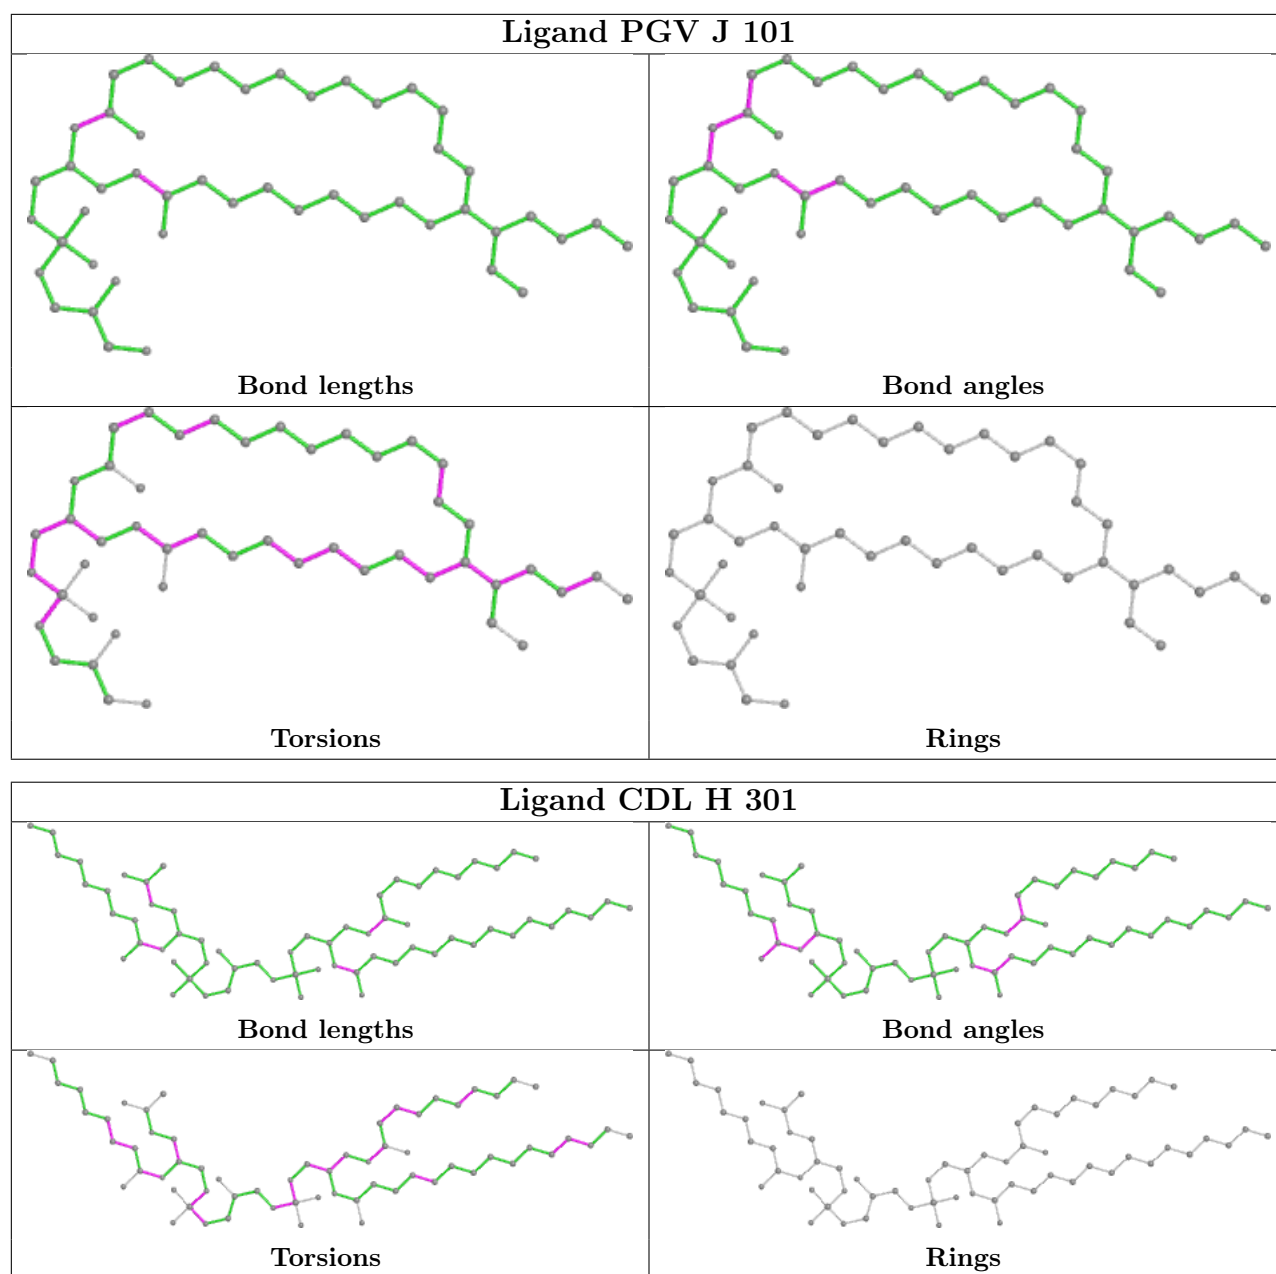 Ligand PGV J 101
Bond lengths
Bond angles
Torsions
Rings
Ligand CDL H 301
Bond lengths
Bond angles
Torsions
Rings